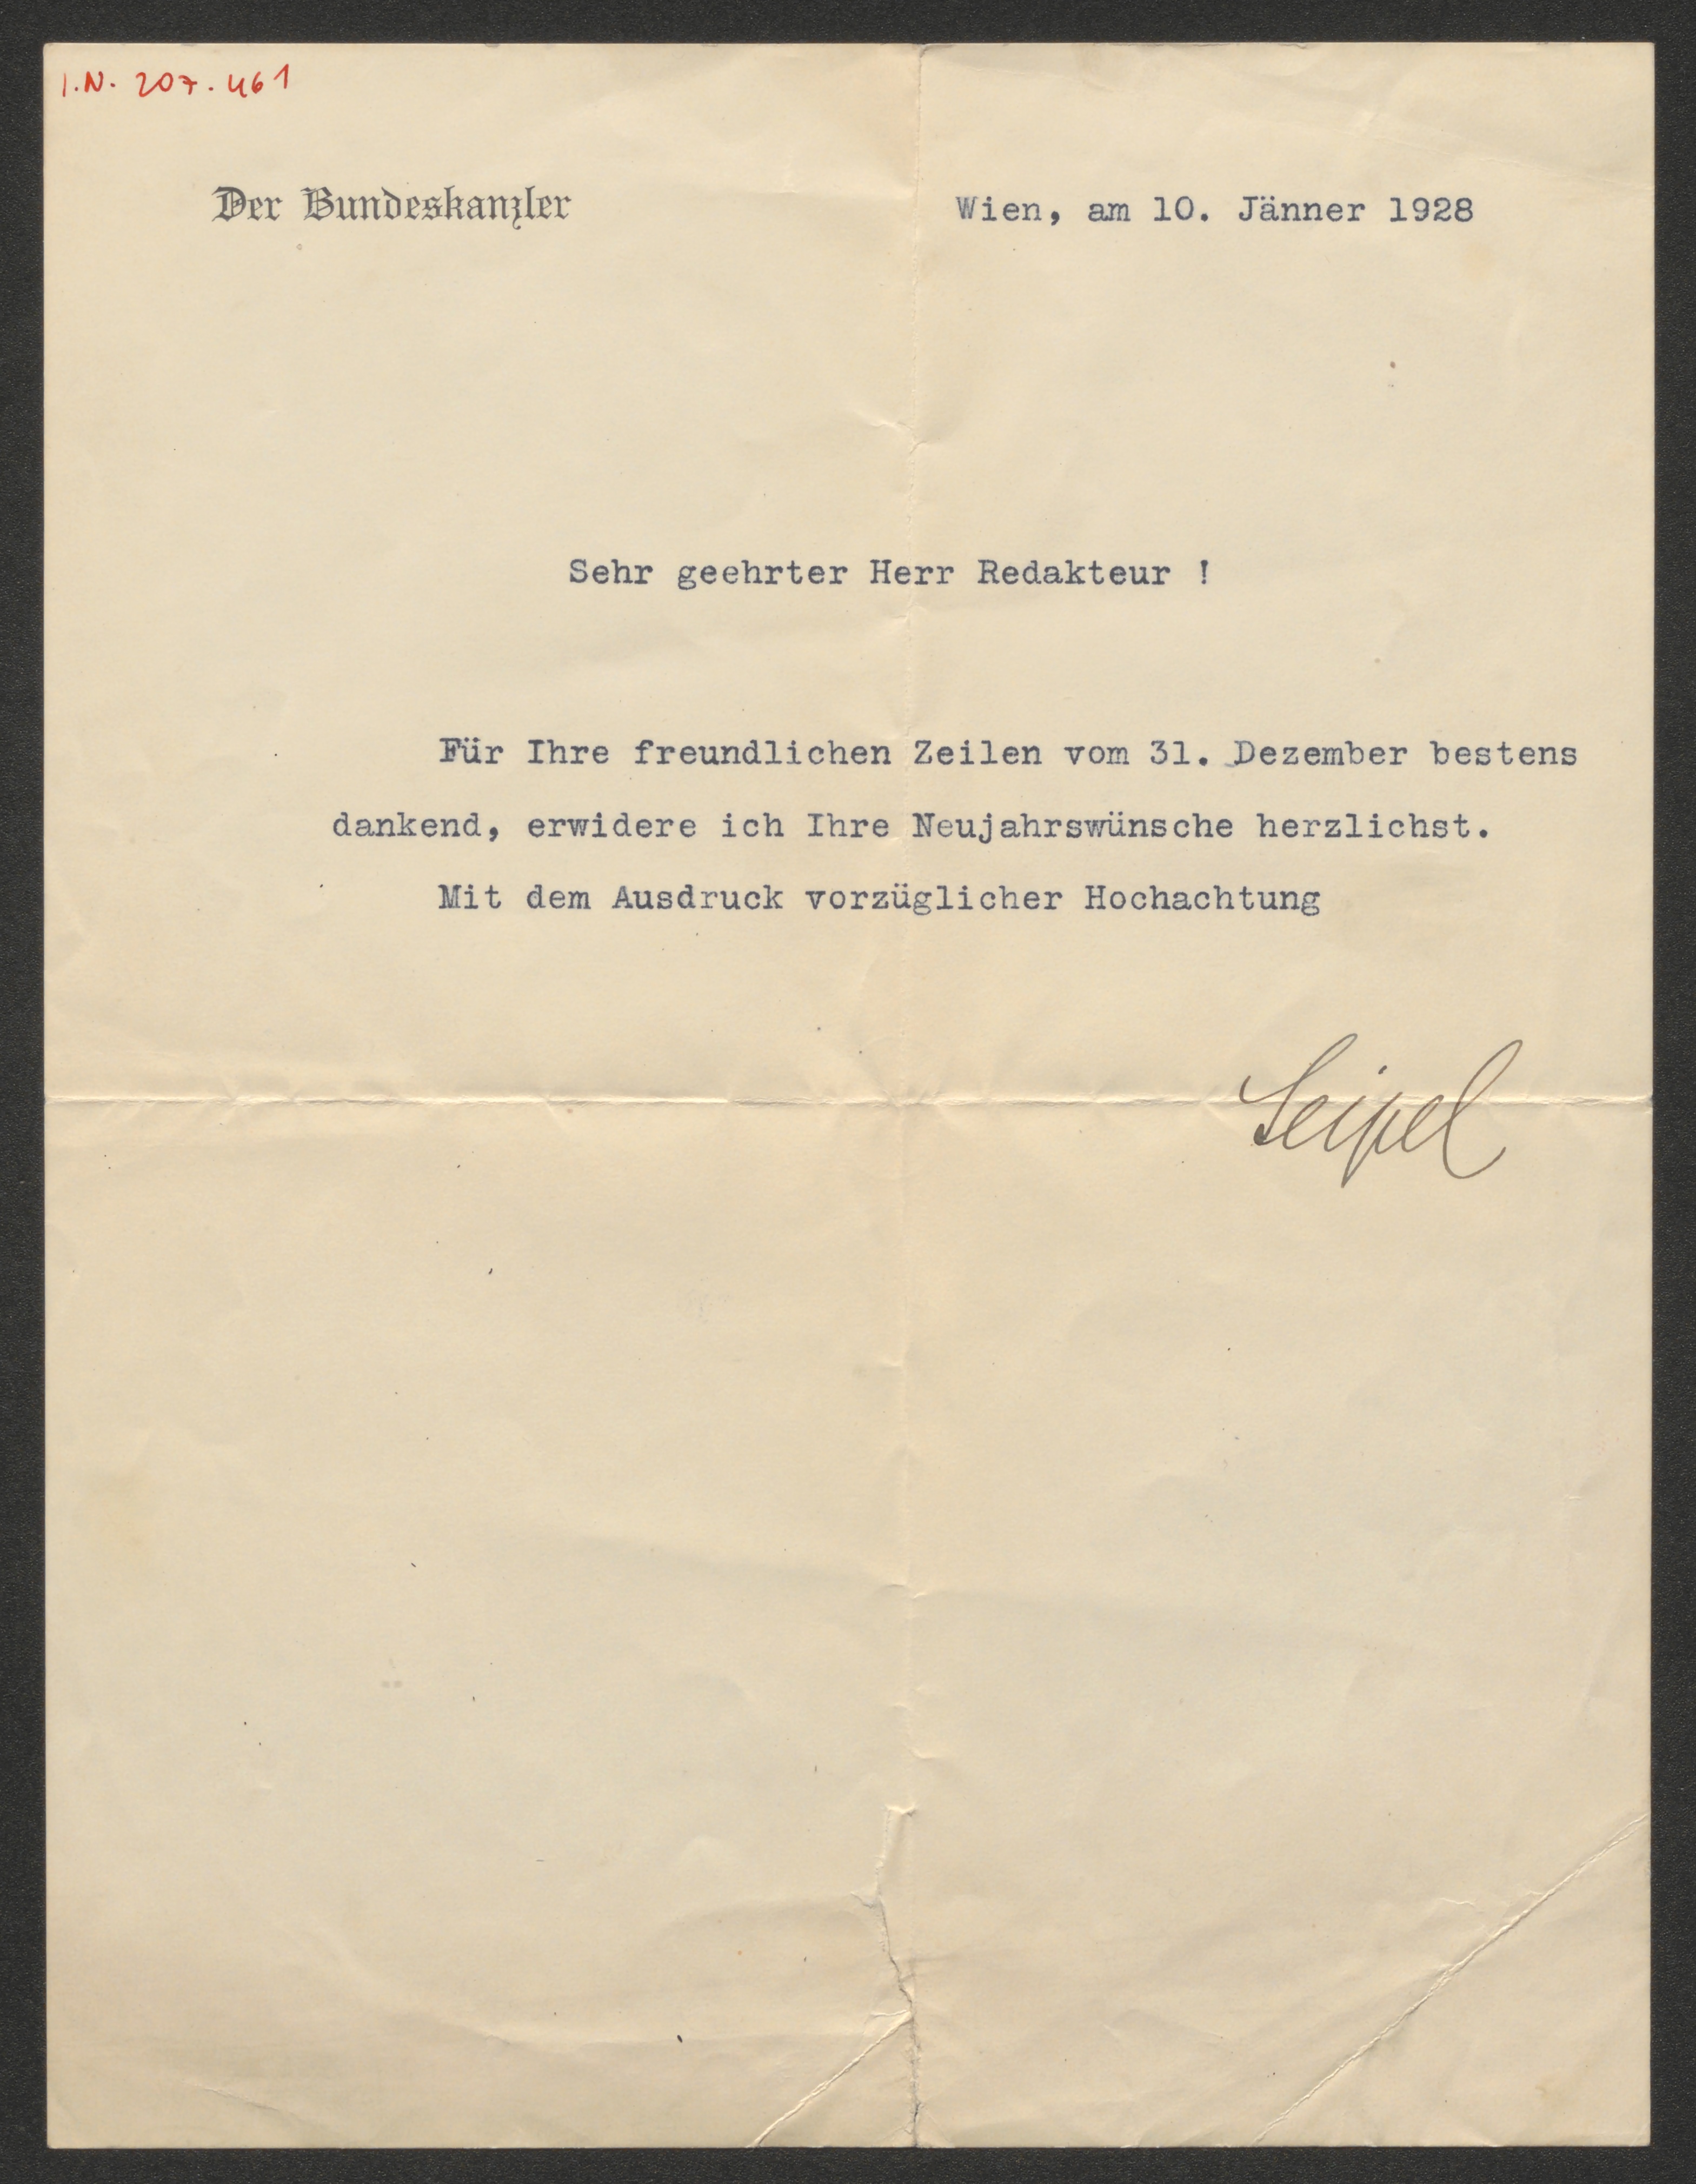 I.N. 207.461
Der Bundeskanzler
Wien, am 10. Jänner 1928
Sehr geehrter Herr Redakteur !
Für Ihre freundlichen Zeilen vom 31. Dezember bestens
dankend, erwidere ich Ihre Neujahrswünsche herzlichst.
Mit dem Ausdruck vorzüglicher Hochachtung
Seipel